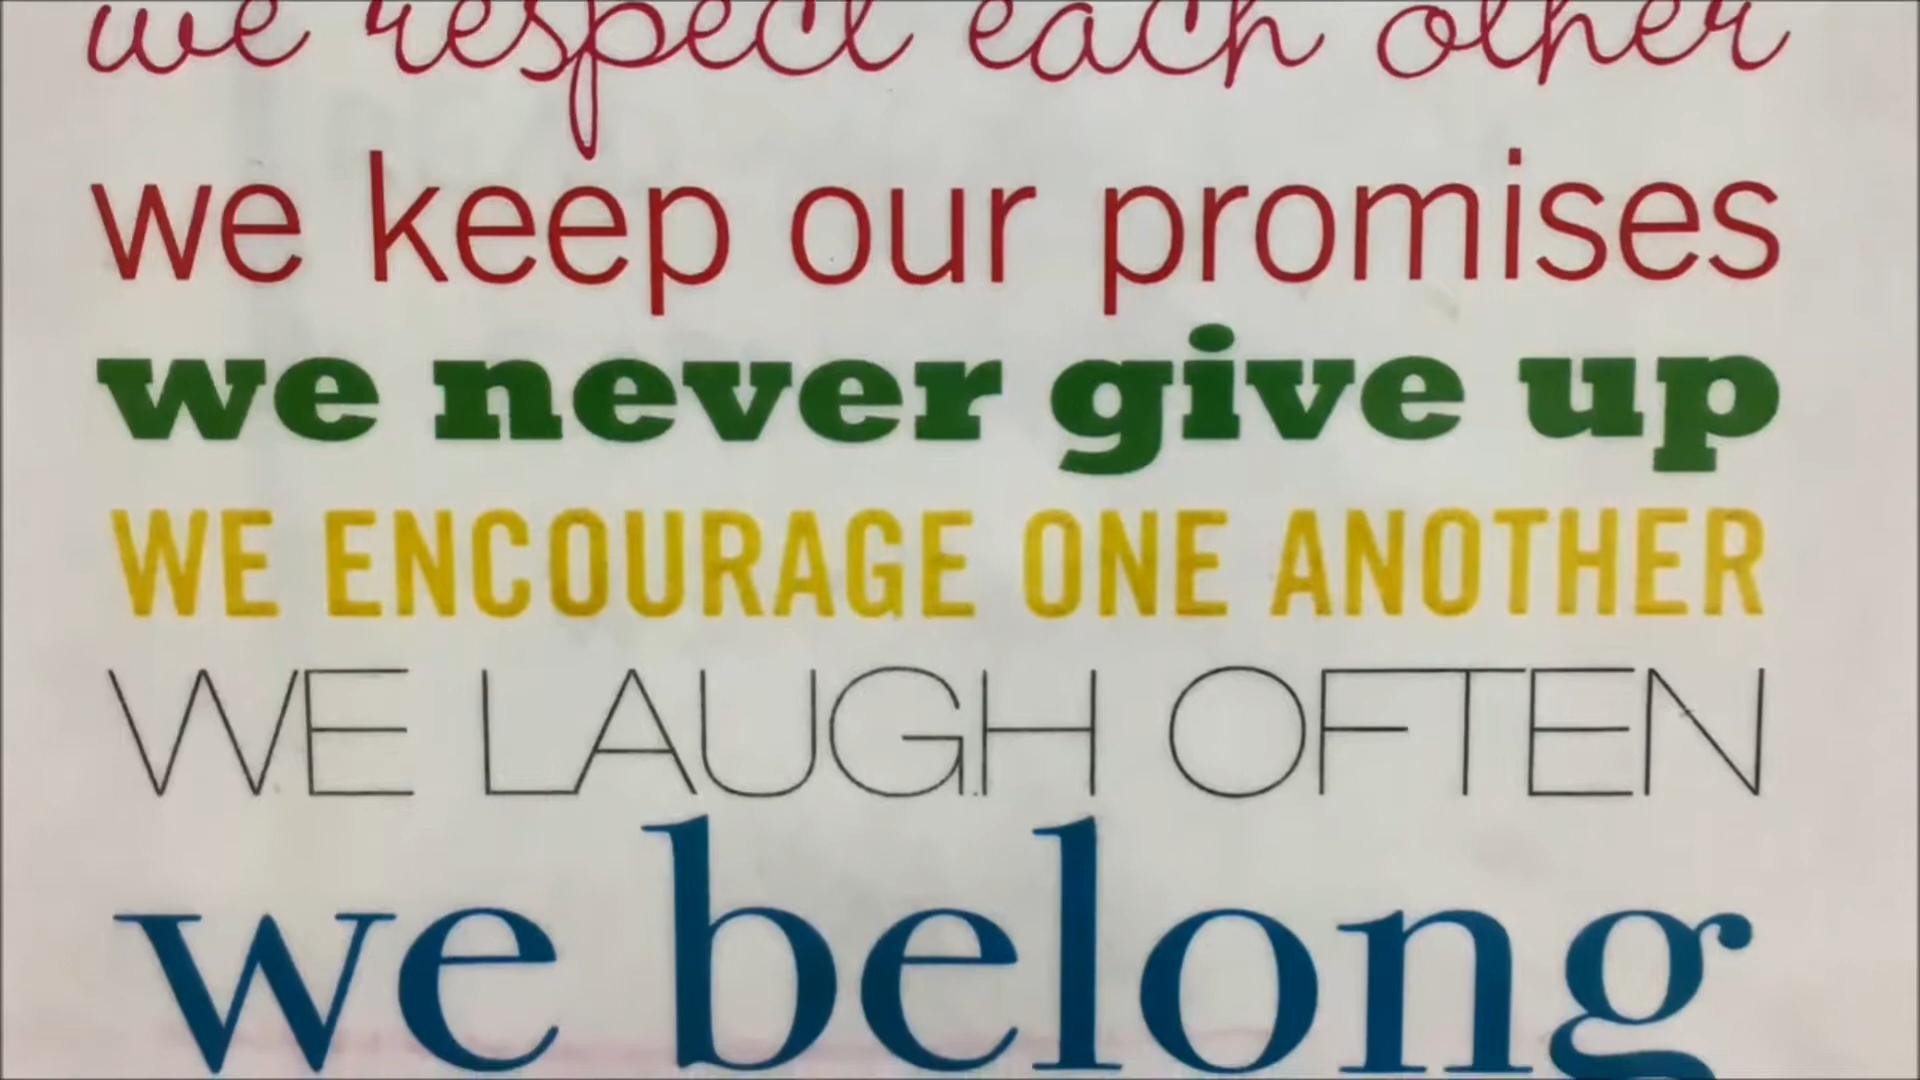 we respect each other
we keep our promises
we never give up
WE ENCOURAGE ONE ANOTHER
WE LAUGH OFTEN
we belong